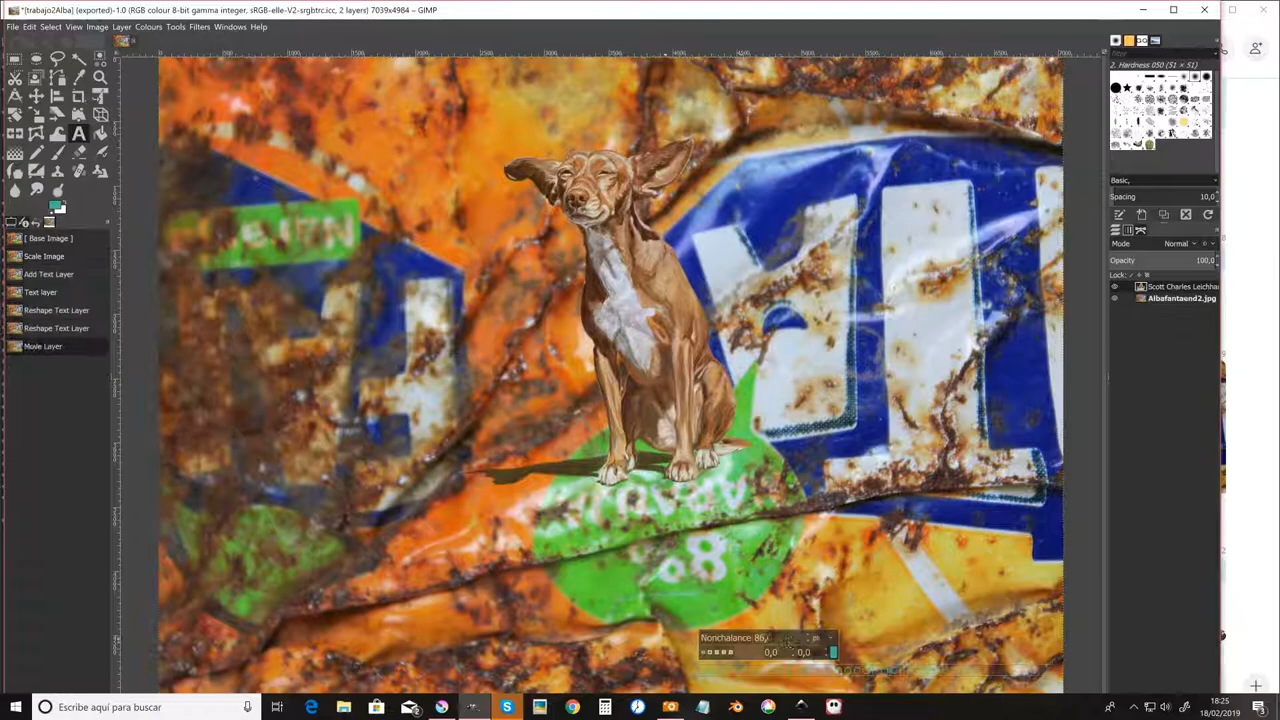 *[trabajo2Alba] (exported)-1.0 (RGB colour 8-bit gamma integer, sRGB-elle-V2-srgbtrc.icc, 2 layers) 7039x4984 – GIMP
File Edit Select View Image Layer Colours Tools Filters Windows Help
filter
2. Hardness 050 (51 × 51)
Basic,
Spacing 10,0
Mode Normal
Opacity 100,0
Lock:
Scott Charles Leichha
Albafantaend2.jpg
[ Base Image ]
Scale Image
Add Text Layer
Text layer
Reshape Text Layer
Reshape Text Layer
Move Layer
88
Nonchalance 86,
0,0 0,0
Escribe aquí para buscar
18:25
18/02/2019